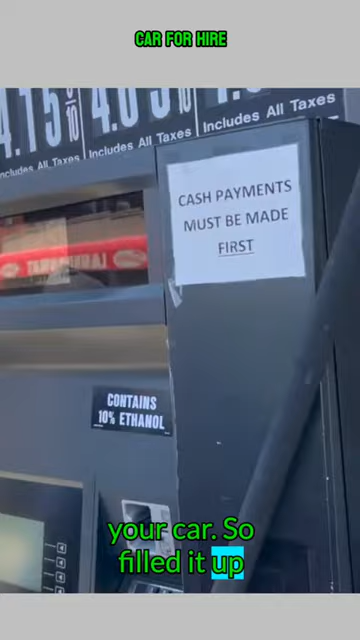 CAR FOR HIRE
Includes All Taxes
Includes All Taxes
Includes All Taxes
CASH PAYMENTS
MUST BE MADE
FIRST
CONTAINS
10% ETHANOL
your car. So
filled it up